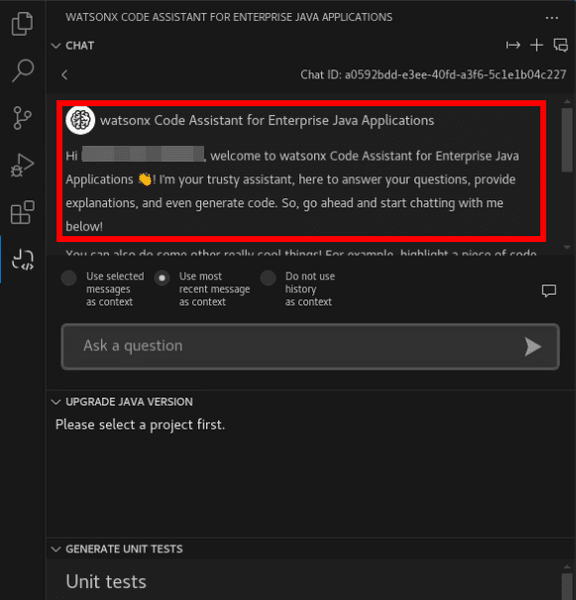 WATSONX CODE ASSISTANT FOR ENTERPRISE JAVA APPLICATIONS
CHAT
Chat ID: a0592bdd-e3ee-40fd-a3f6-5c1e1b04c227
watsonx Code Assistant for Enterprise Java Applications
Hi , welcome to watsonx Code Assistant for Enterprise Java
Applications 👋! I'm your trusty assistant, here to answer your questions, provide
explanations, and even generate code. So, go ahead and start chatting with me
below!
You can also do some other really cool things! For example, highlight a piece of code
Use selected
messages
as context
Use most
recent message
as context
Do not use
history
as context
Ask a question
UPGRADE JAVA VERSION
Please select a project first.
GENERATE UNIT TESTS
Unit tests